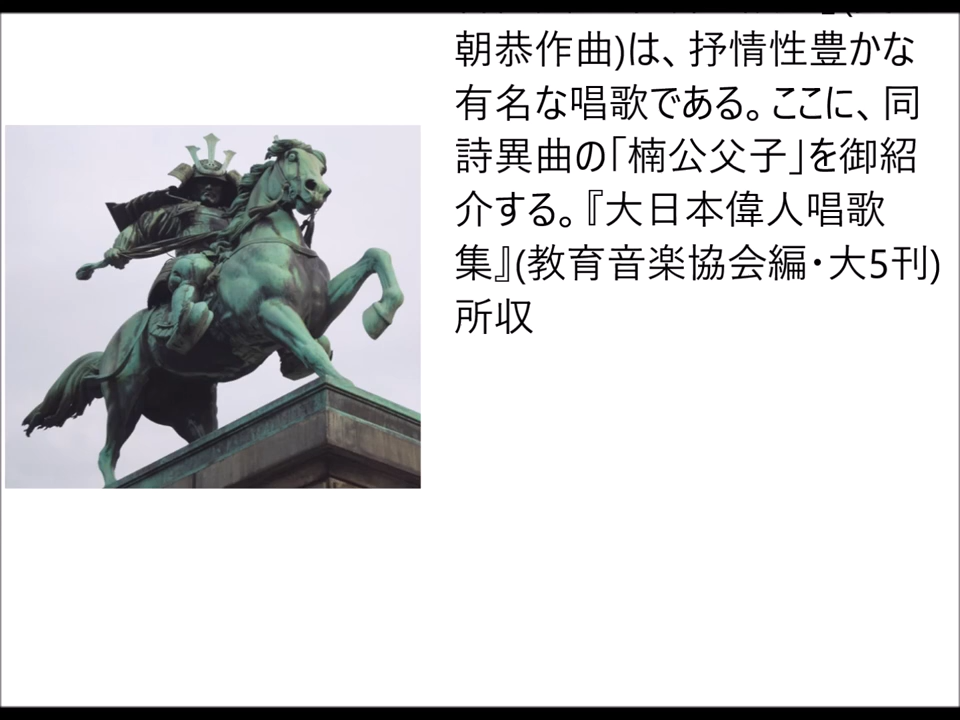 朝恭作曲)は、抒情性豊かな
有名な唱歌である。ここに、同
詩異曲の｢楠公父子｣を御紹
介する。『大日本偉人唱歌
集』(教育音楽協会編・大5刊)
所収